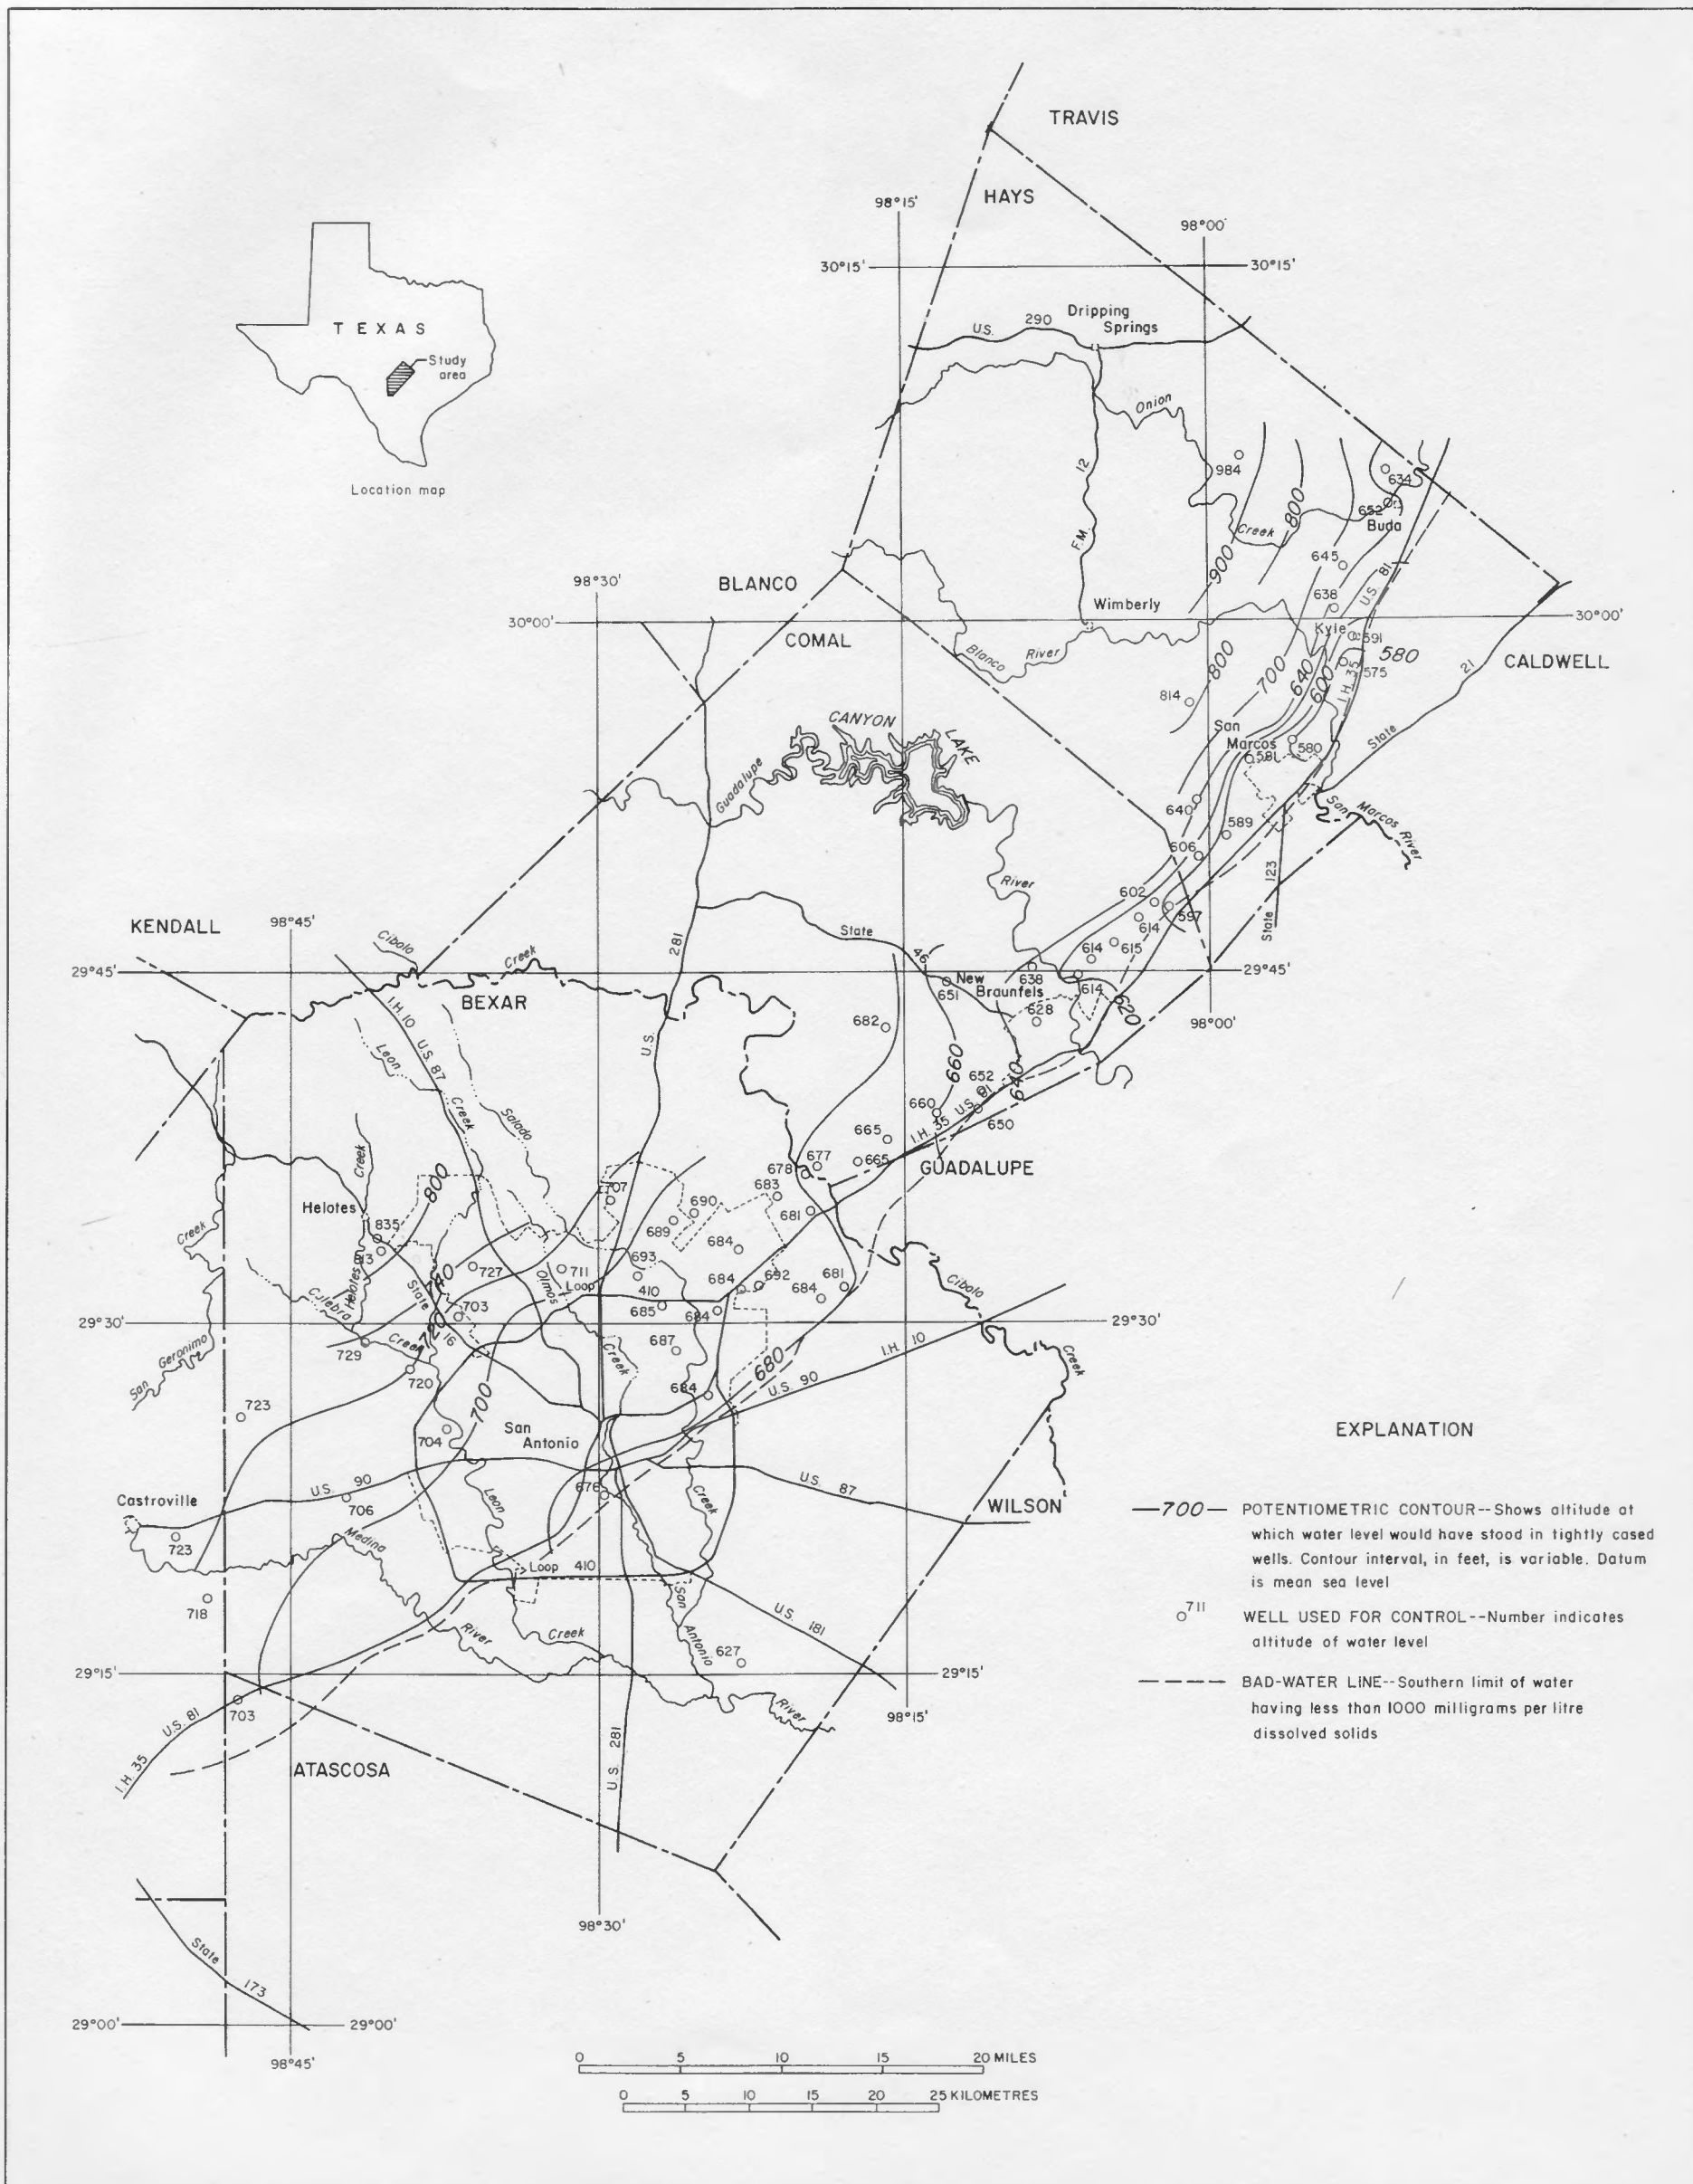 TRAVIS
HAYS
98°15'
98°00'
30°15'
30°15'
TEXAS
Study
area
Location map
Dripping
Springs
U.S.
290
Onion
984
634
652
Buda
12
F.M.
Creek
800
900
645
638
U.S. 81
98°30'
BLANCO
Wimberly
30°00'
30°00'
COMAL
Kyle
591
580
575
CALDWELL
Blanco
River
800
700
640
600
I.H. 35
21
State
814
San
Marcos
581
580
CANYON
LAKE
Guadalupe
640
589
San
Marcos River
606
123
State
River
602
597
614
614
615
614
KENDALL
98°45'
Cibolo
Creek
State
46
281
29°45'
29°45'
BEXAR
New
Braunfels
651
638
628
620
98°00'
I.H. 10
U.S. 87
Leon
Creek
Salado
U.S.
682
660
640
652
U.S. 81
660
650
I.H. 35
665
665
GUADALUPE
677
678
683
681
Creek
800
Helotes
835
813
707
690
689
684
693
Creek
Helotes
State
740
727
711
Olmos
Loop
410
684
692
681
684
Cibolo
Culebra
Creek
703
685
684
29°30'
29°30'
720
16
729
Creek
687
680
I.H. 10
U.S. 90
Creek
San
Geronimo
720
723
684
700
704
San
Antonio
EXPLANATION
U.S. 90
Castroville
706
676
Leon
Creek
U.S. 87
WILSON
723
Medina
Loop 410
718
San
Antonio
U.S. 181
River
Creek
627
29°15'
29°15'
98°15'
River
703
U.S. 81
I.H. 35
U.S. 281
ATASCOSA
—700— POTENTIOMETRIC CONTOUR--Shows altitude at
which water level would have stood in tightly cased
wells. Contour interval, in feet, is variable. Datum
is mean sea level
711 WELL USED FOR CONTROL--Number indicates
altitude of water level
BAD-WATER LINE--Southern limit of water
having less than 1000 milligrams per litre
dissolved solids
98°30'
State
173
29°00'
29°00'
98°45'
0 5 10 15 20 MILES
0 5 10 15 20 25 KILOMETRES